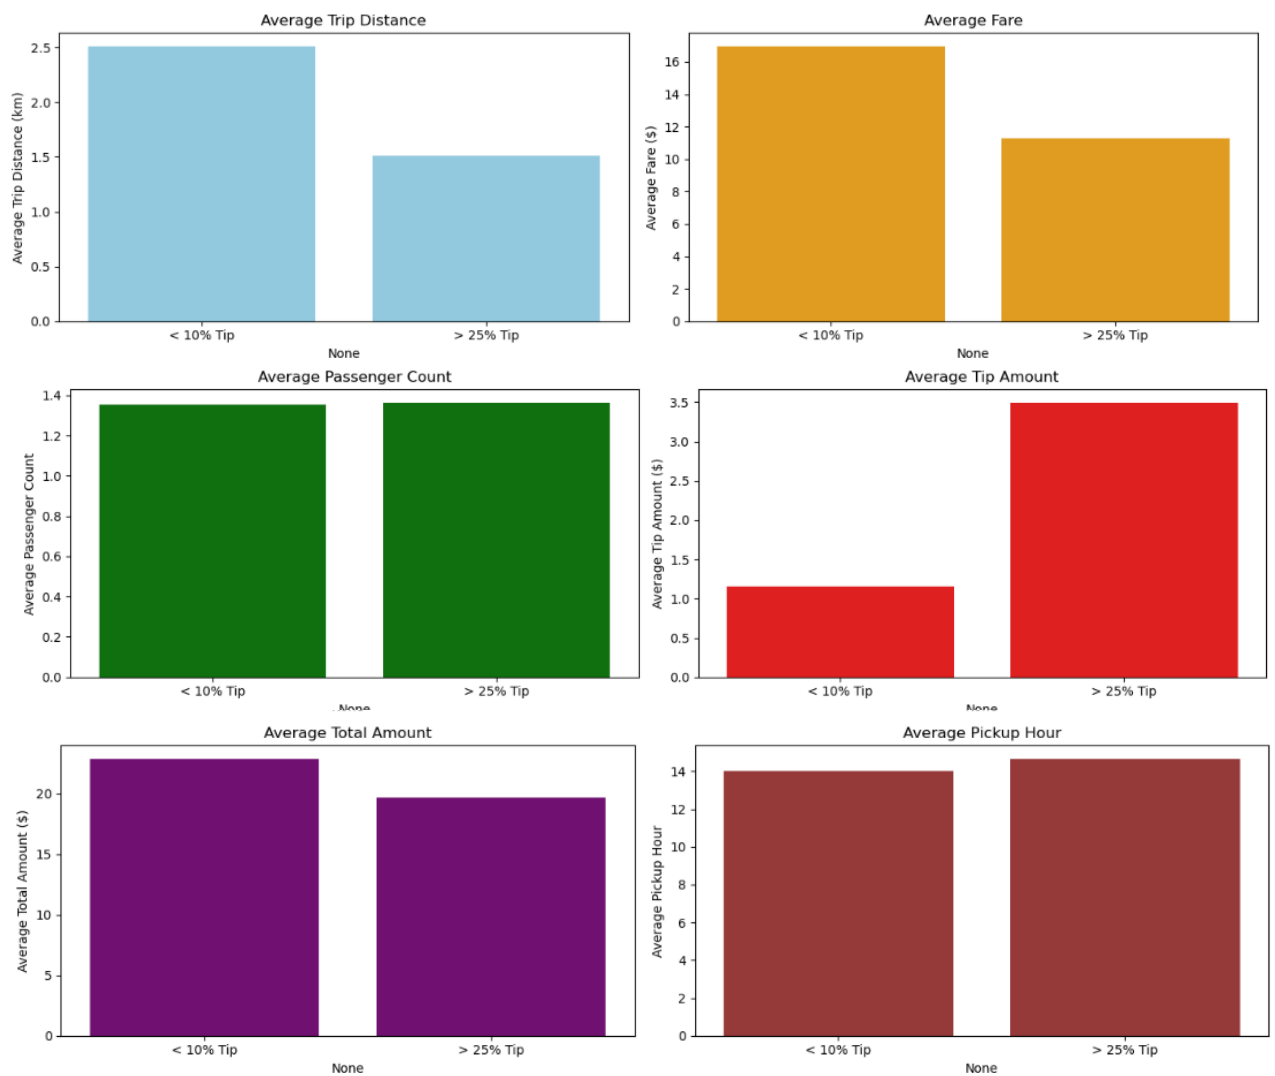 Average Trip Distance
Average Trip Distance (km)
2.5
2.0
1.5
1.0
0.5
0.0
< 10% Tip
> 25% Tip
None
Average Fare
Average Fare ($)
16
14
12
10
8
6
4
2
0
< 10% Tip
> 25% Tip
None
Average Passenger Count
Average Passenger Count
1.4
1.2
1.0
0.8
0.6
0.4
0.2
0.0
< 10% Tip
> 25% Tip
None
Average Tip Amount
Average Tip Amount ($)
3.5
3.0
2.5
2.0
1.5
1.0
0.5
0.0
< 10% Tip
> 25% Tip
None
Average Total Amount
Average Total Amount ($)
20
15
10
5
0
< 10% Tip
> 25% Tip
None
Average Pickup Hour
Average Pickup Hour
14
12
10
8
6
4
2
0
< 10% Tip
> 25% Tip
None